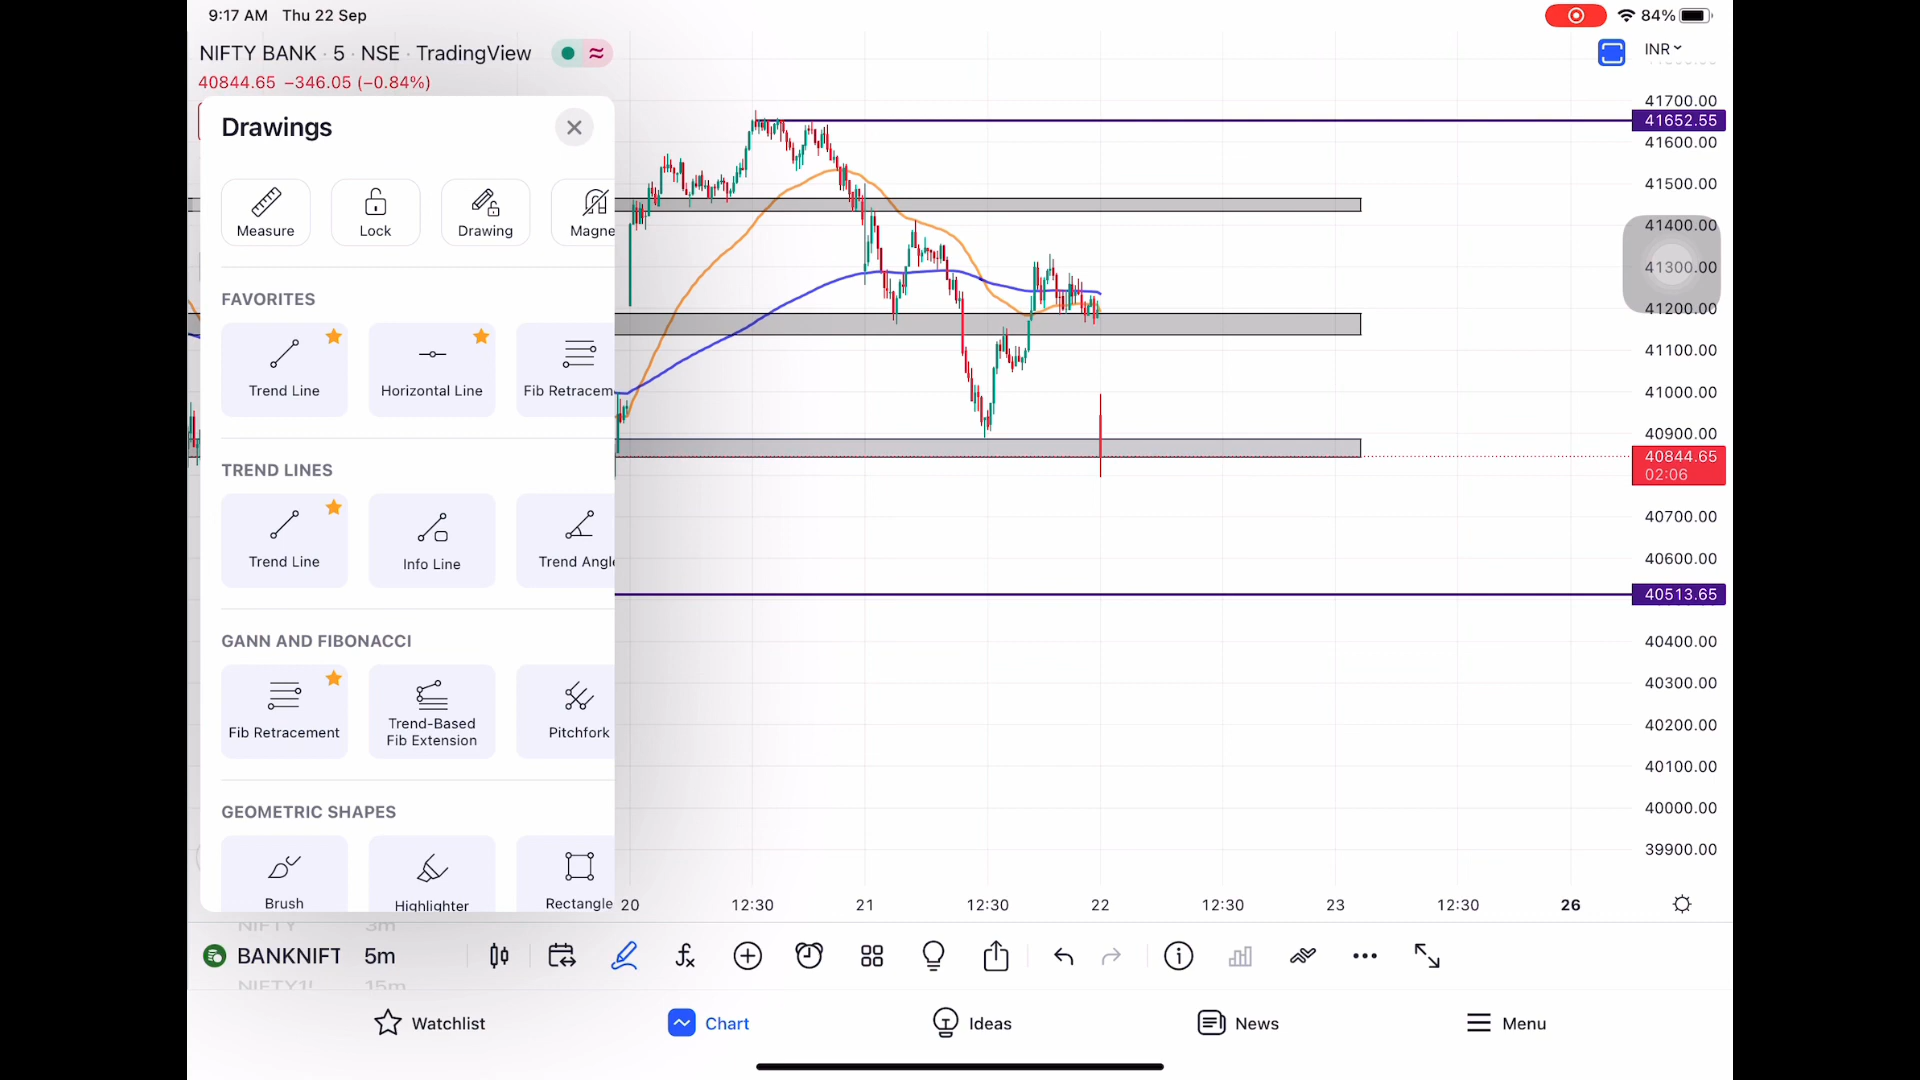 9:17 AM Thu 22 Sep
84%
NIFTY BANK · 5 · NSE · TradingView
INR
40844.65 −346.05 (−0.84%)
Drawings
Measure
Lock
Drawing
Magne
FAVORITES
Trend Line
Horizontal Line
Fib Retracem
TREND LINES
Trend Line
Info Line
Trend Angle
GANN AND FIBONACCI
Fib Retracement
Trend-Based
Fib Extension
Pitchfork
GEOMETRIC SHAPES
Brush
Highlighter
Rectangle
41700.00
41652.55
41600.00
41500.00
41400.00
41300.00
41200.00
41100.00
41000.00
40900.00
40844.65
02:06
40700.00
40600.00
40513.65
40400.00
40300.00
40200.00
40100.00
40000.00
39900.00
20 12:30 21 12:30 22 12:30 23 12:30 26
NIFTY 3m
BANKNIFT 5m
NIFTY1! 15m
Watchlist
Chart
Ideas
News
Menu